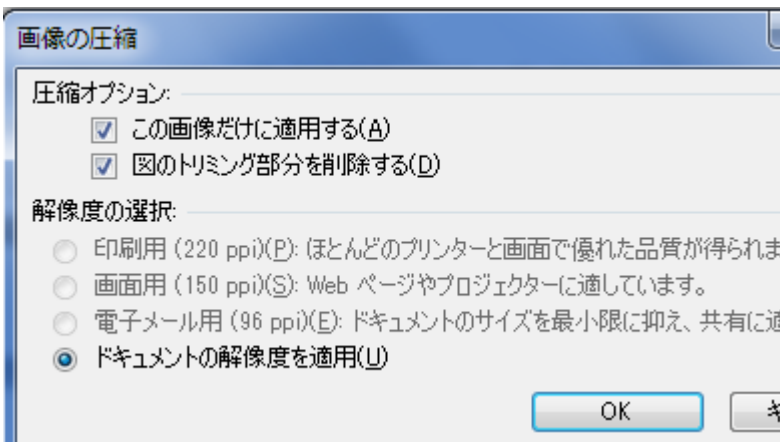 画像の圧縮
圧縮オプション:
この画像だけに適用する(A)
図のトリミング部分を削除する(D)
解像度の選択:
印刷用 (220 ppi)(P): ほとんどのプリンターと画面で優れた品質が得られま
画面用 (150 ppi)(S): Web ページやプロジェクターに適しています。
電子メール用 (96 ppi)(E): ドキュメントのサイズを最小限に抑え、共有に適
ドキュメントの解像度を適用(U)
OK キ